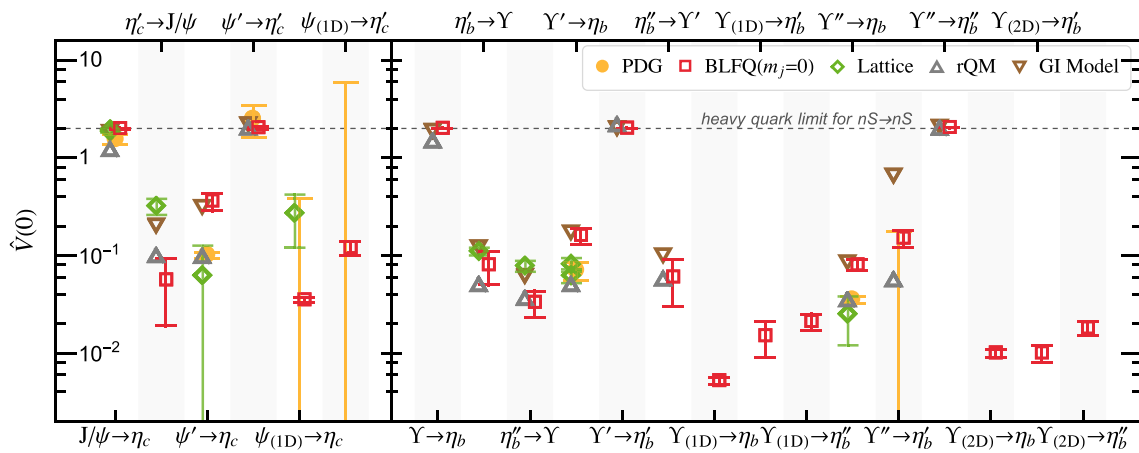 η′c→J/ψ ψ′→η′c ψ(1D)→η′c η′b→ϒ ϒ′→ηb η″b→ϒ′ ϒ(1D)→η′b ϒ″→ηb ϒ″→η″b ϒ(2D)→η′b
PDG BLFQ(mj=0) Lattice rQM GI Model
10
heavy quark limit for nS→nS
1
V̂(0)
10⁻¹
10⁻²
J/ψ→ηc ψ′→ηc ψ(1D)→ηc ϒ→ηb η″b→ϒ ϒ′→η′b ϒ(1D)→ηb ϒ(1D)→η″b ϒ″→η′b ϒ(2D)→ηb ϒ(2D)→η″b